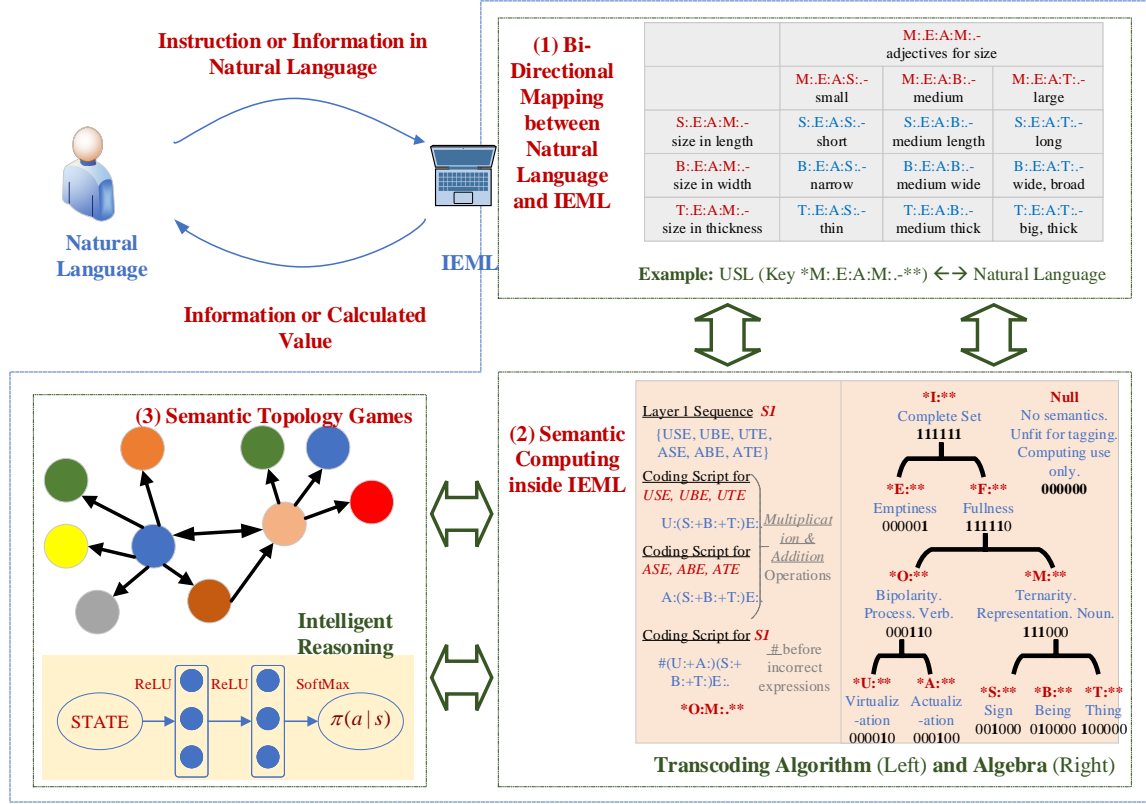 Instruction or Information in
Natural Language
Natural
Language
IEML
Information or Calculated
Value
(1) Bi-
Directional
Mapping
between
Natural
Language
and IEML
M:.E:A:M:.-
adjectives for size
M:.E:A:S:.-
small
M:.E:A:B:.-
medium
M:.E:A:T:.-
large
S:.E:A:M:.-
size in length
S:.E:A:S:.-
short
S:.E:A:B:.-
medium length
S:.E:A:T:.-
long
B:.E:A:M:.-
size in width
B:.E:A:S:.-
narrow
B:.E:A:B:.-
medium wide
B:.E:A:T:.-
wide, broad
T:.E:A:M:.-
size in thickness
T:.E:A:S:.-
thin
T:.E:A:B:.-
medium thick
T:.E:A:T:.-
big, thick
Example: USL (Key *M:.E:A:M:.-**) ←→ Natural Language
(3) Semantic Topology Games
Intelligent
Reasoning
STATE
ReLU
ReLU
SoftMax
π(a | s)
(2) Semantic
Computing
inside IEML
Layer 1 Sequence S1
{USE, UBE, UTE,
ASE, ABE, ATE}
Coding Script for
USE, UBE, UTE
U:(S:+B:+T:)E:.
Coding Script for
ASE, ABE, ATE
A:(S:+B:+T:)E:.
Multiplicat
ion &
Addition
Operations
Coding Script for S1
#(U:+A:)(S:+
B:+T:)E:.
*O:M:.**
# before
incorrect
expressions
*I:**
Complete Set
111111
Null
No semantics.
Unfit for tagging.
Computing use
only.
000000
*E:**
Emptiness
000001
*F:**
Fullness
111110
*O:**
Bipolarity.
Process. Verb.
000110
*M:**
Ternarity.
Representation. Noun.
111000
*U:**
Virtualiz
-ation
000010
*A:**
Actualiz
-ation
000100
*S:**
Sign
001000
*B:**
Being
010000
*T:**
Thing
100000
Transcoding Algorithm (Left) and Algebra (Right)